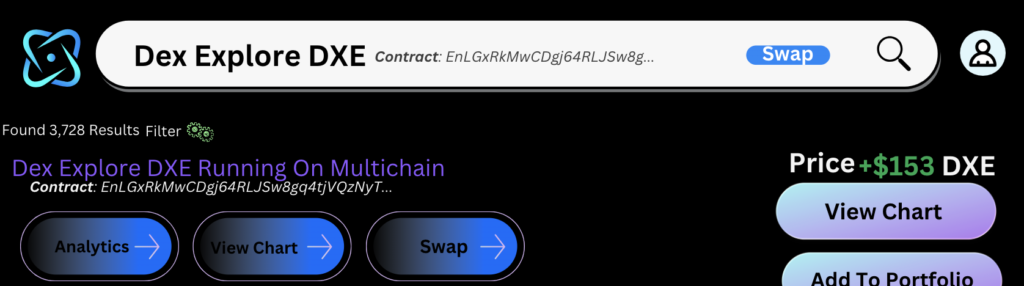 Dex Explore DXE Contract: EnLGxRkMwCDgj64RLJSw8g... Swap
Found 3,728 Results Filter
Dex Explore DXE Running On Multichain
Contract: EnLGxRkMwCDgj64RLJSw8gq4tjVQzNyT...
Price +$153 DXE
Analytics
View Chart
Swap
View Chart
Add To Portfolio